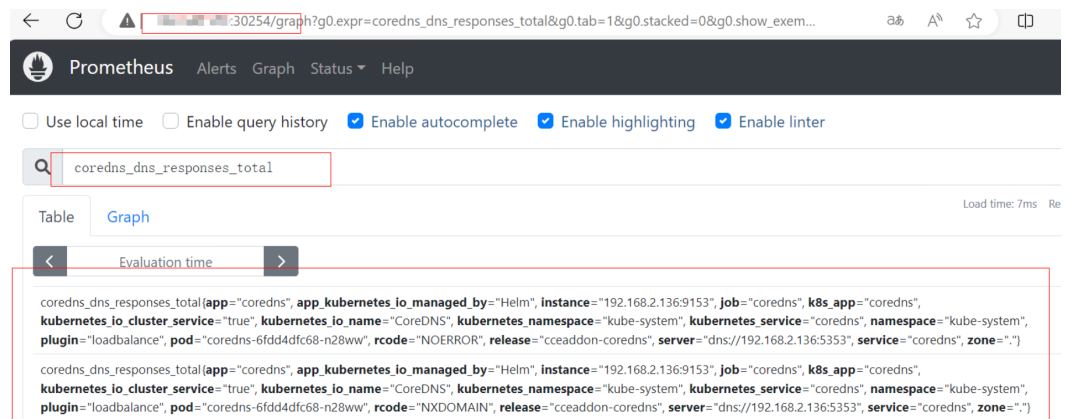 :30254/graph?g0.expr=coredns_dns_responses_total&g0.tab=1&g0.stacked=0&g0.show_exem...
Prometheus Alerts Graph Status Help
Use local time Enable query history Enable autocomplete Enable highlighting Enable linter
coredns_dns_responses_total
Load time: 7ms Re
Table Graph
Evaluation time
coredns_dns_responses_total{app="coredns", app_kubernetes_io_managed_by="Helm", instance="192.168.2.136:9153", job="coredns", k8s_app="coredns",
kubernetes_io_cluster_service="true", kubernetes_io_name="CoreDNS", kubernetes_namespace="kube-system", kubernetes_service="coredns", namespace="kube-system",
plugin="loadbalance", pod="coredns-6fdd4dfc68-n28ww", rcode="NOERROR", release="cceaddon-coredns", server="dns://192.168.2.136:5353", service="coredns", zone="."}
coredns_dns_responses_total{app="coredns", app_kubernetes_io_managed_by="Helm", instance="192.168.2.136:9153", job="coredns", k8s_app="coredns",
kubernetes_io_cluster_service="true", kubernetes_io_name="CoreDNS", kubernetes_namespace="kube-system", kubernetes_service="coredns", namespace="kube-system",
plugin="loadbalance", pod="coredns-6fdd4dfc68-n28ww", rcode="NXDOMAIN", release="cceaddon-coredns", server="dns://192.168.2.136:5353", service="coredns", zone="."}